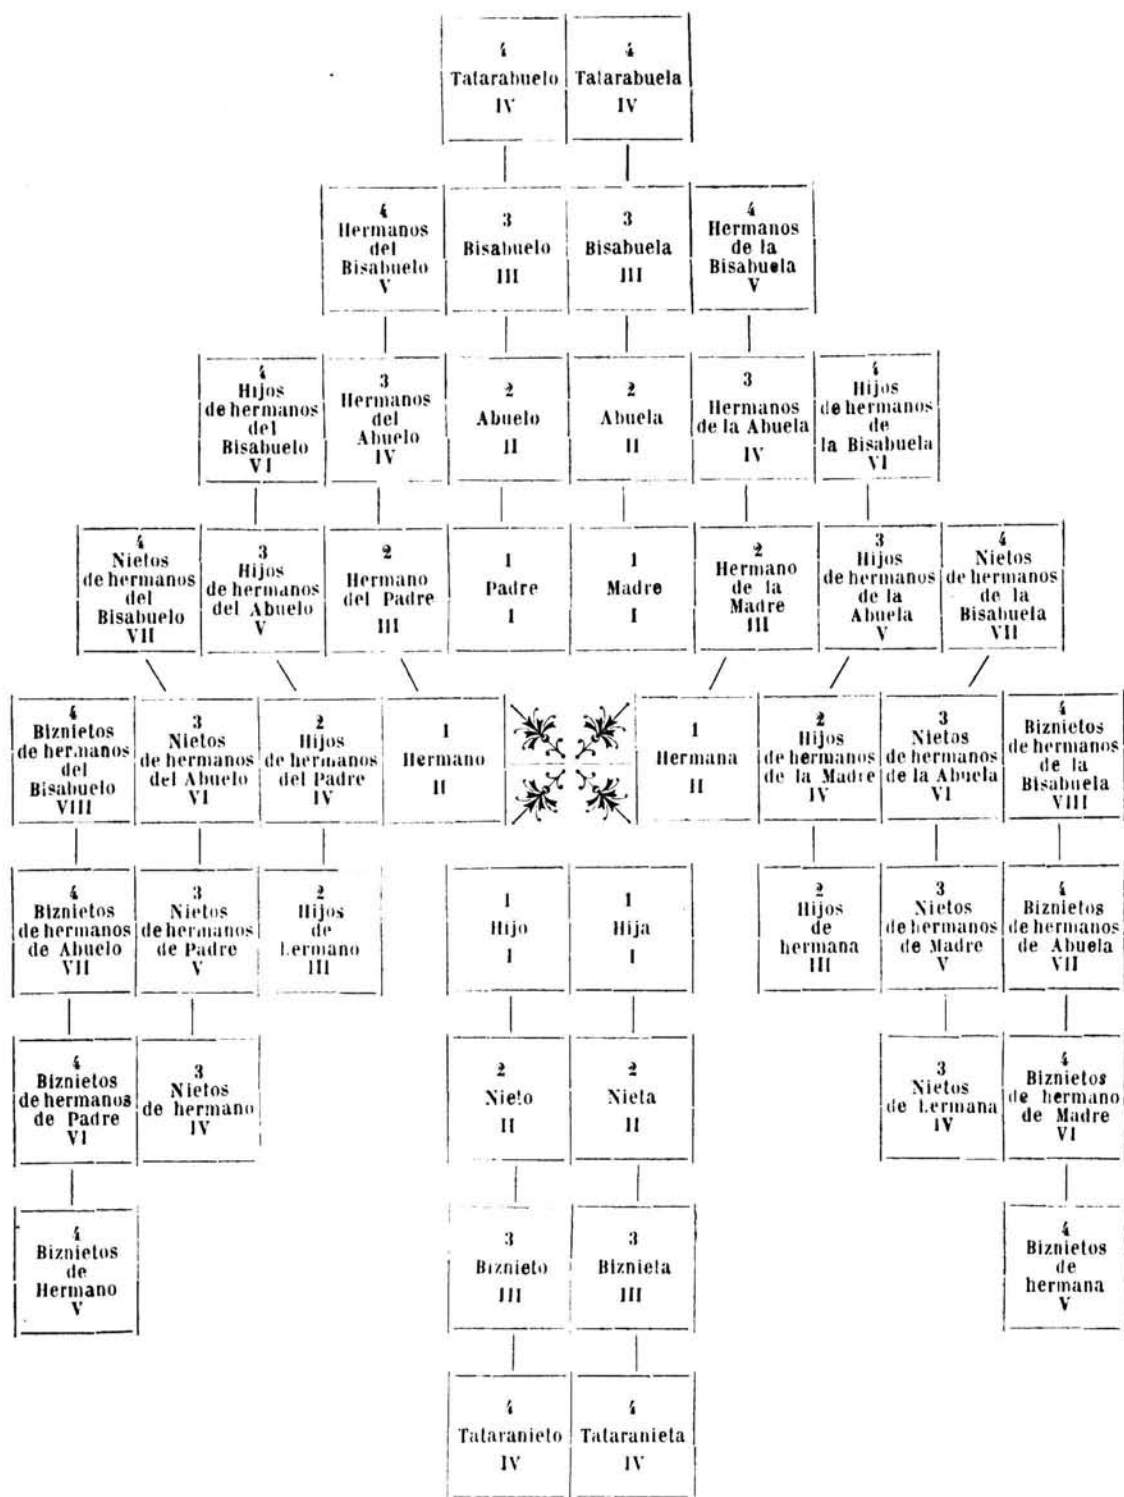 4
Tatarabuelo
IV
4
Tatarabuela
IV
4
Hermanos
del
Bisabuelo
V
3
Bisabuelo
III
3
Bisabuela
III
4
Hermanos
de la
Bisabuela
V
4
Hijos
de hermanos
del
Bisabuelo
VI
3
Hermanos
del
Abuelo
IV
2
Abuelo
II
2
Abuela
II
3
Hermanos
de la Abuela
IV
4
Hijos
de hermanos
de
la Bisabuela
VI
4
Nietos
de hermanos
del
Bisabuelo
VII
3
Hijos
de hermanos
del Abuelo
V
2
Hermano
del Padre
III
1
Padre
I
1
Madre
I
2
Hermano
de la
Madre
III
3
Hijos
de hermanos
de la
Abuela
V
4
Nietos
de hermanos
de la
Bisabuela
VII
4
Biznietos
de hermanos
del
Bisabuelo
VIII
3
Nietos
de hermanos
del Abuelo
VI
2
Hijos
de hermanos
del Padre
IV
1
Hermano
II
1
Hermana
II
2
Hijos
de hermanos
de la Madre
IV
3
Nietos
de hermanos
de la Abuela
VI
4
Biznietos
de hermanos
de la
Bisabuela
VIII
4
Biznietos
de hermanos
de Abuelo
VII
3
Nietos
de hermanos
de Padre
V
2
Hijos
de
hermano
III
1
Hijo
I
1
Hija
I
2
Hijos
de
hermana
III
3
Nietos
de hermanos
de Madre
V
4
Biznietos
de hermanos
de Abuela
VII
4
Biznietos
de hermanos
de Padre
VI
3
Nietos
de hermano
IV
2
Nieto
II
2
Nieta
II
3
Nietos
de hermana
IV
4
Biznietos
de hermano
de Madre
VI
4
Biznietos
de
Hermano
V
3
Biznieto
III
3
Biznieta
III
4
Biznietos
de
hermana
V
4
Tataranieto
IV
4
Tataranieta
IV